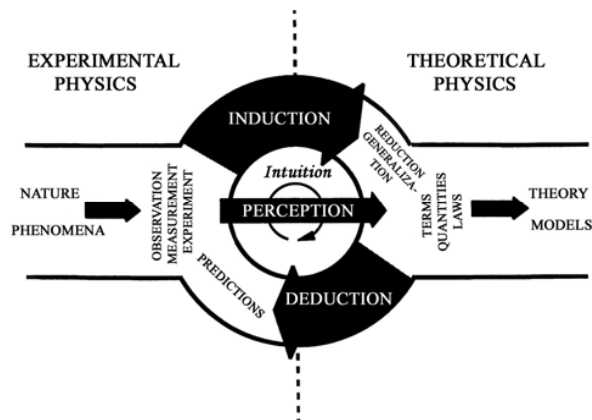 EXPERIMENTAL
PHYSICS
THEORETICAL
PHYSICS
INDUCTION
REDUCTION
GENERALIZA-
TION
Intuition
NATURE
PHENOMENA
OBSERVATION
MEASUREMENT
EXPERIMENT
PERCEPTION
TERMS
QUANTITIES
LAWS
THEORY
MODELS
PREDICTIONS
DEDUCTION